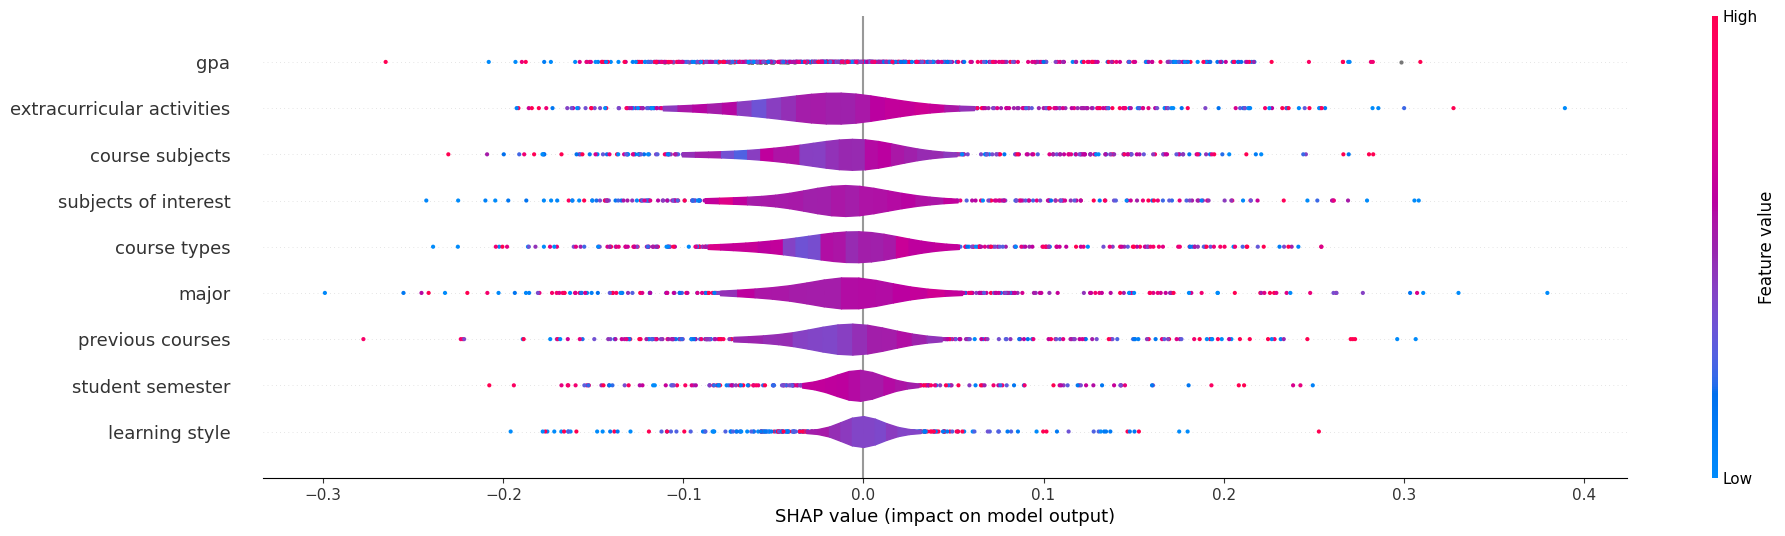 High
gpa
extracurricular activities
course subjects
subjects of interest
course types
major
previous courses
student semester
learning style
Feature value
Low
−0.3 −0.2 −0.1 0.0 0.1 0.2 0.3 0.4
SHAP value (impact on model output)